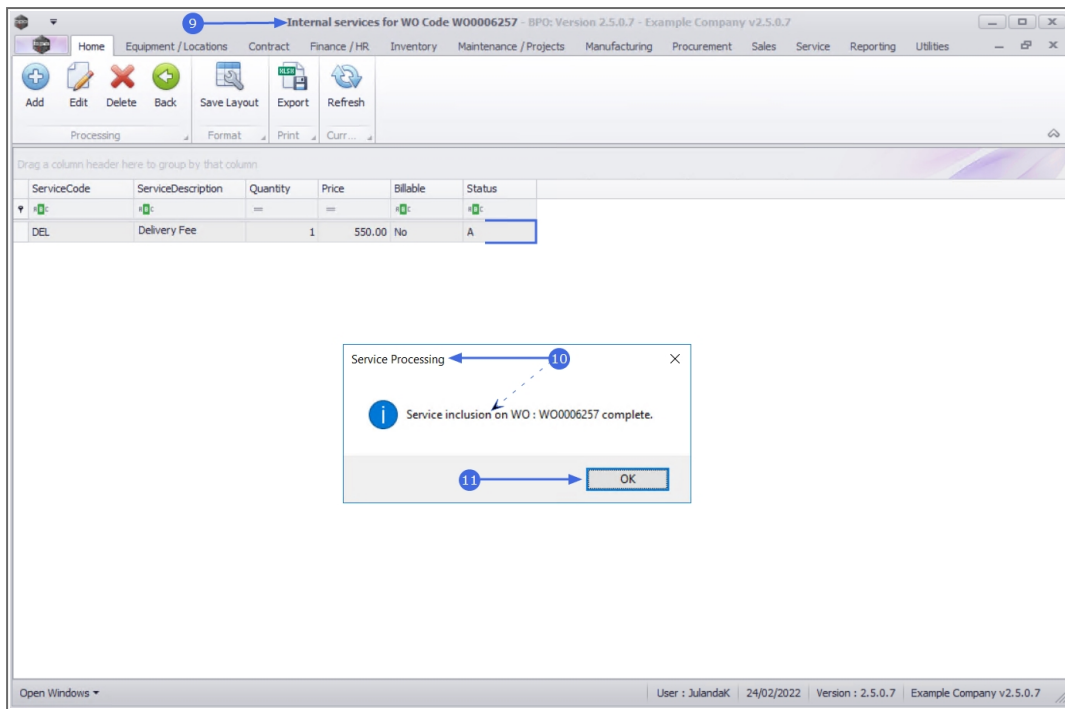 9
Internal services for WO Code WO0006257 - BPO: Version 2.5.0.7 - Example Company v2.5.0.7
Home Equipment / Locations Contract Finance / HR Inventory Maintenance / Projects Manufacturing Procurement Sales Service Reporting Utilities
XLSX
Add Edit Delete Back Save Layout Export Refresh
Processing Format Print Curr...
Drag a column header here to group by that column
ServiceCode ServiceDescription Quantity Price Billable Status
DEL Delivery Fee 1 550.00 No A
Service Processing 10
Service inclusion on WO : WO0006257 complete.
11 OK
Open Windows User : JulandaK 24/02/2022 Version : 2.5.0.7 Example Company v2.5.0.7